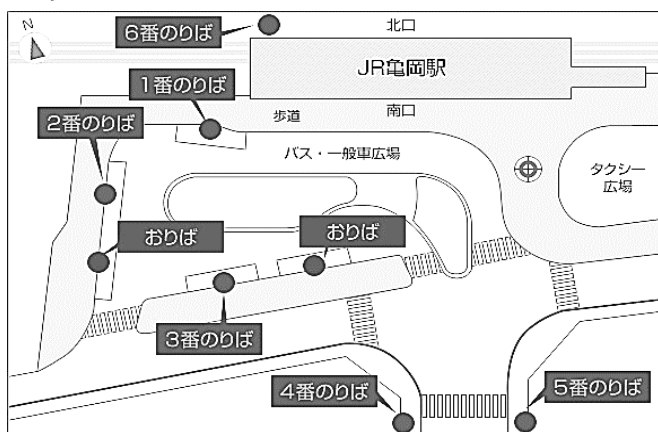 N
6番のりば
北口
JR亀岡駅
1番のりば
南口
歩道
2番のりば
バス・一般車広場
タクシー
広場
おりば
おりば
3番のりば
4番のりば
5番のりば